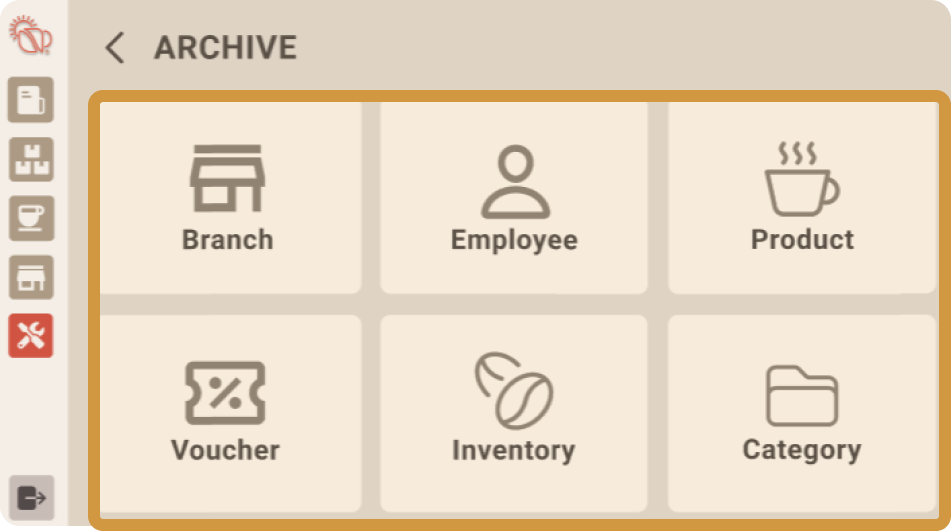 ARCHIVE
Branch
Employee
Product
Voucher
Inventory
Category